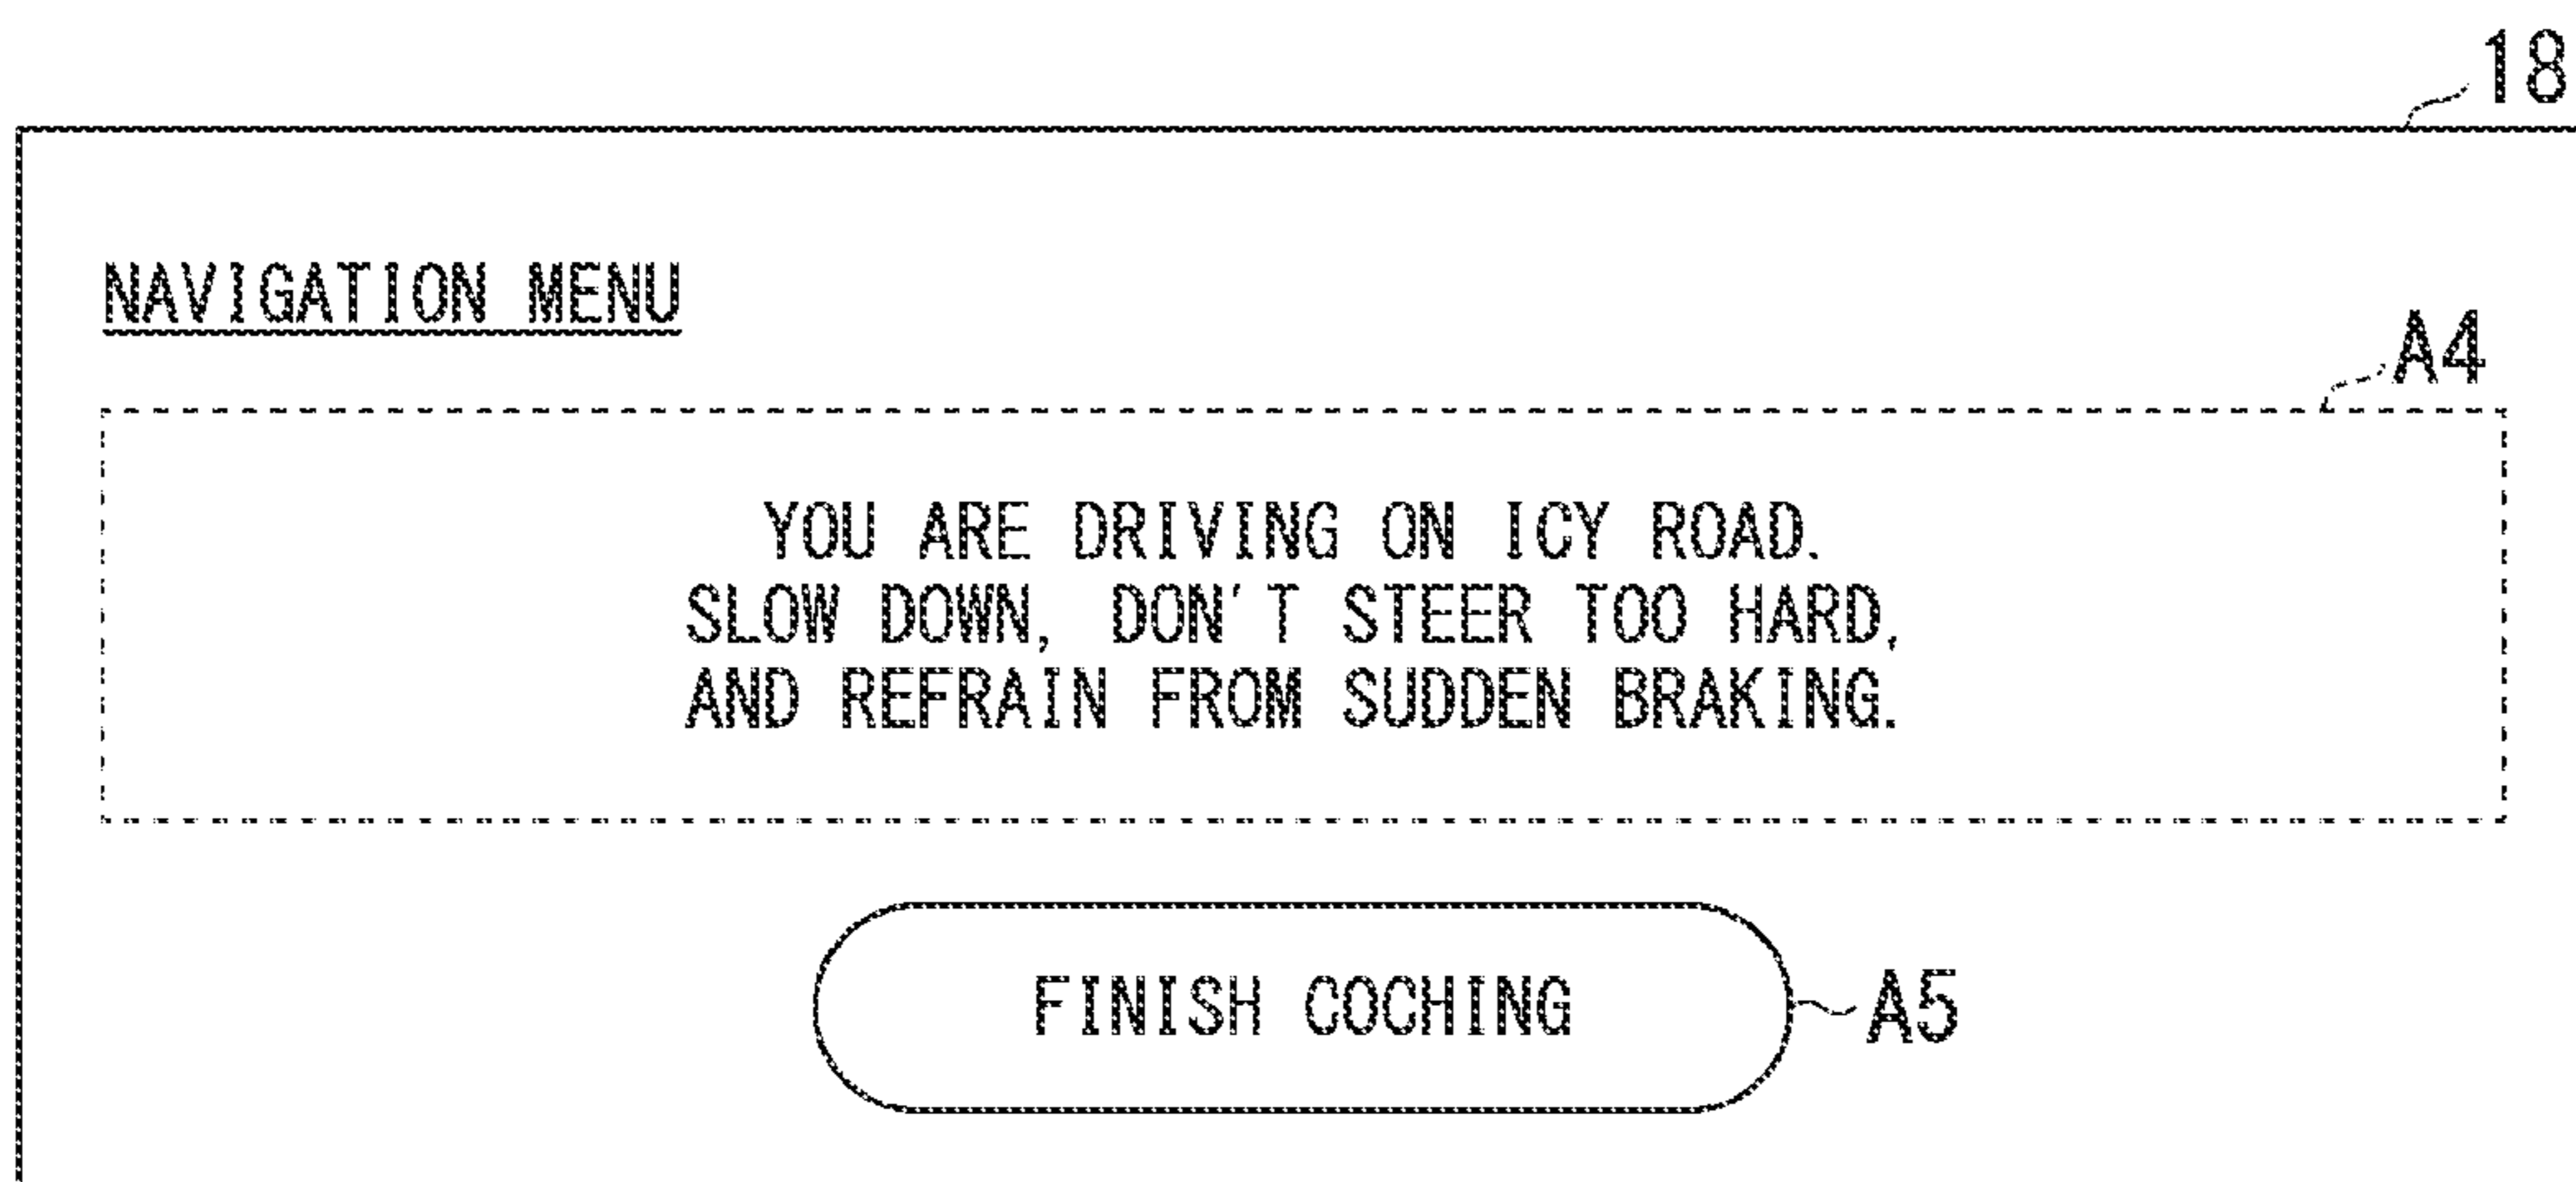 18
NAVIGATION MENU
A4
YOU ARE DRIVING ON ICY ROAD.
SLOW DOWN, DON'T STEER TOO HARD,
AND REFRAIN FROM SUDDEN BRAKING.
FINISH COCHING
A5